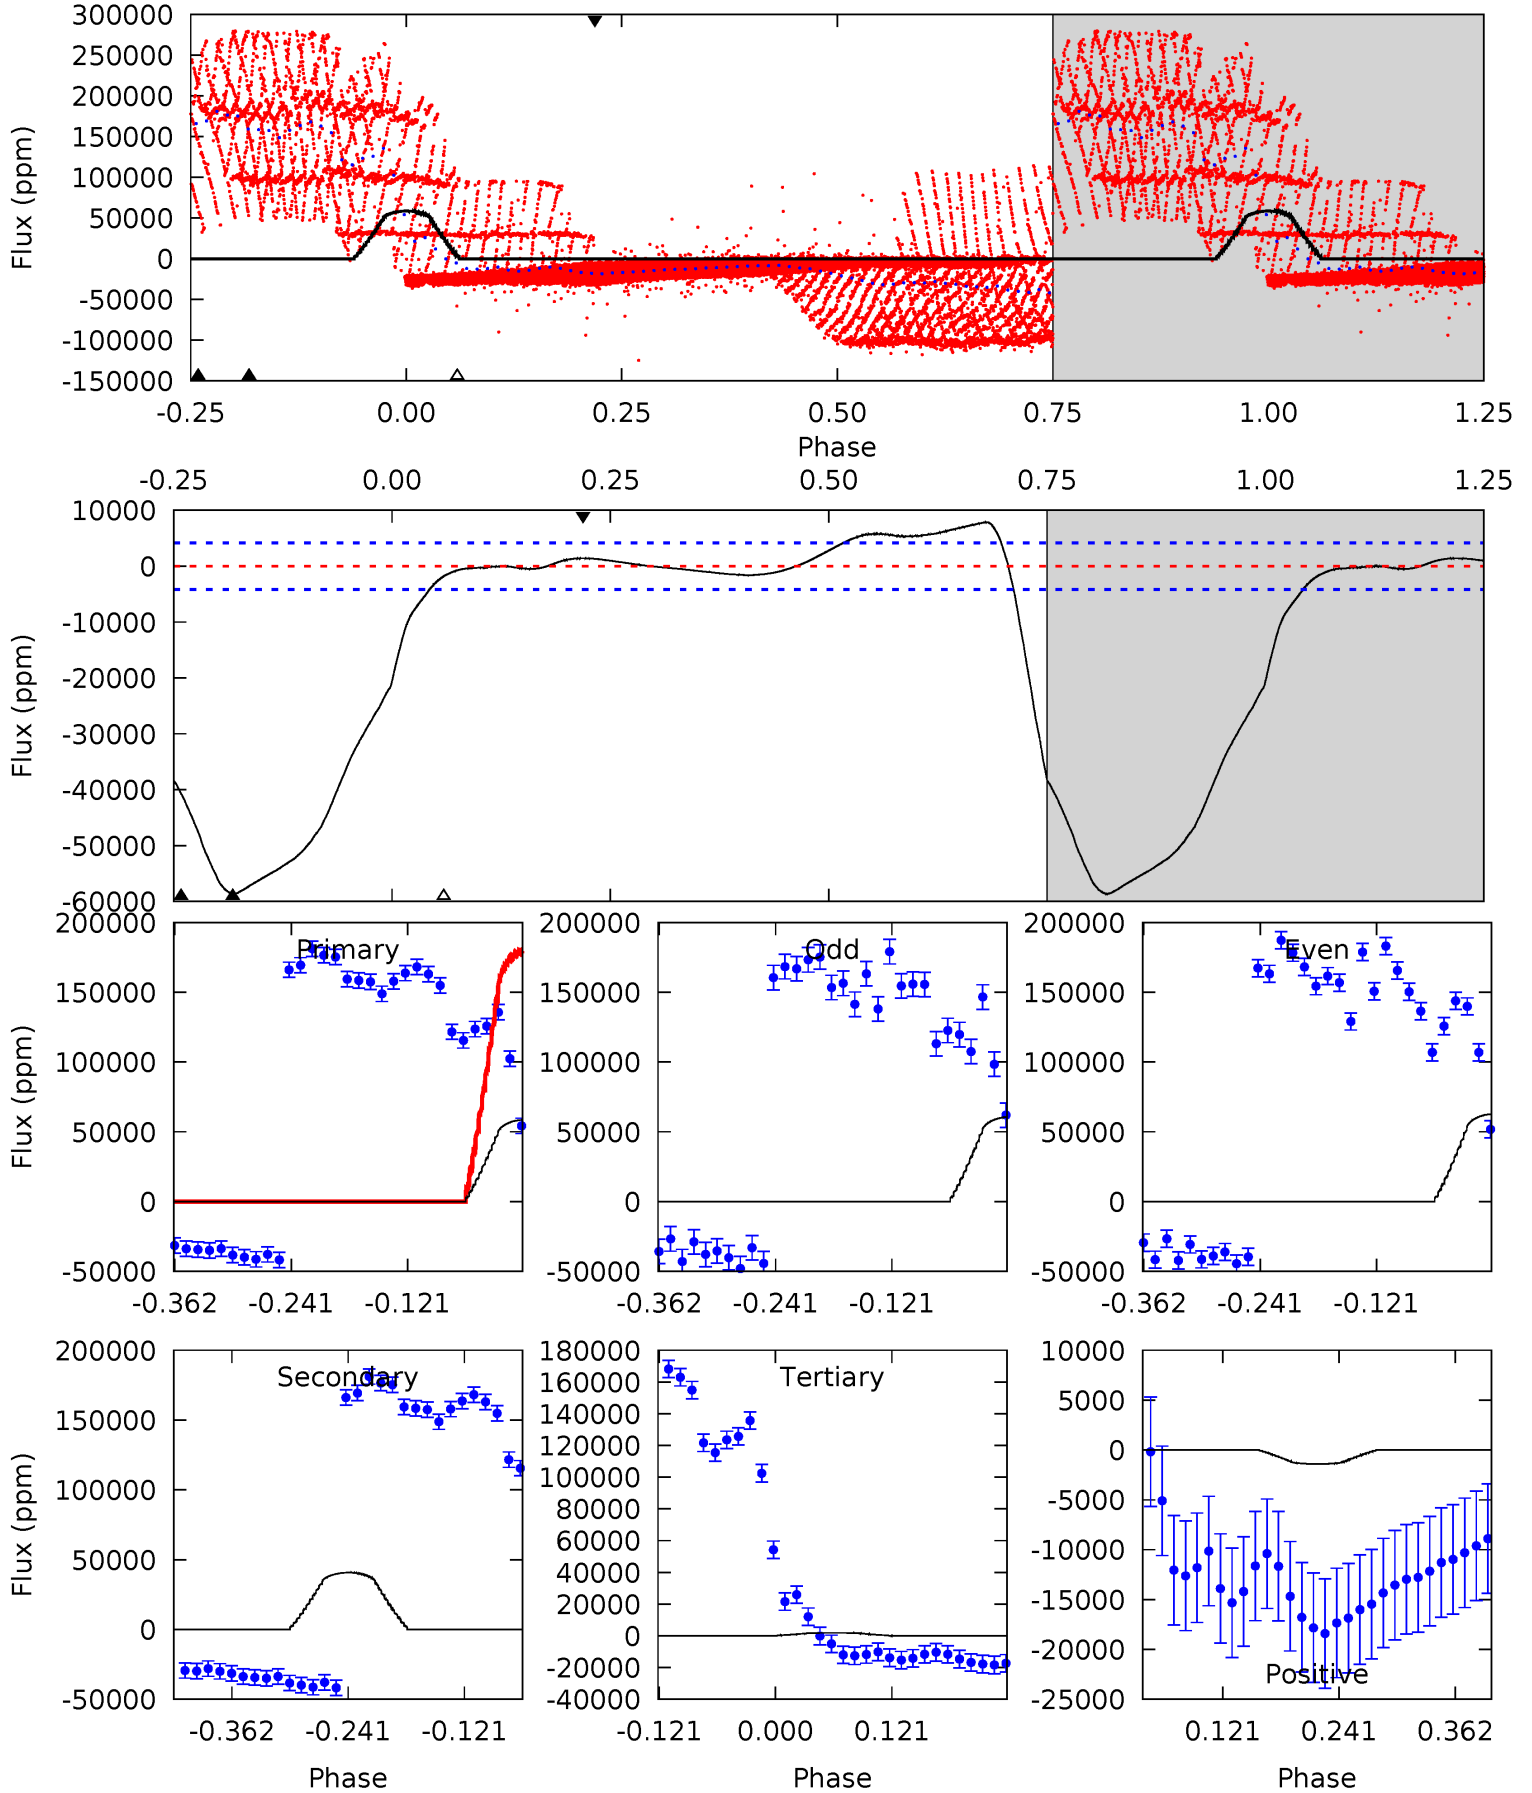 300000
250000
200000
150000
100000
50000
0
-50000
-100000
-150000
Flux (ppm)
-0.25 0.00 0.25 0.50 0.75 1.00 1.25
Phase
-0.25 0.00 0.25 0.50 0.75 1.00 1.25
10000
0
-10000
-20000
-30000
-40000
-50000
-60000
Flux (ppm)
200000
150000
100000
50000
0
-50000
Flux (ppm)
Primary
-0.362 -0.241 -0.121
200000
150000
100000
50000
0
-50000
Odd
-0.362 -0.241 -0.121
200000
150000
100000
50000
0
-50000
Even
-0.362 -0.241 -0.121
200000
150000
100000
50000
0
-50000
Flux (ppm)
Secondary
-0.362 -0.241 -0.121
Phase
180000
160000
140000
120000
100000
80000
60000
40000
20000
0
-20000
-40000
Tertiary
-0.121 0.000 0.121
Phase
10000
5000
0
-5000
-10000
-15000
-20000
-25000
Positive
0.121 0.241 0.362
Phase